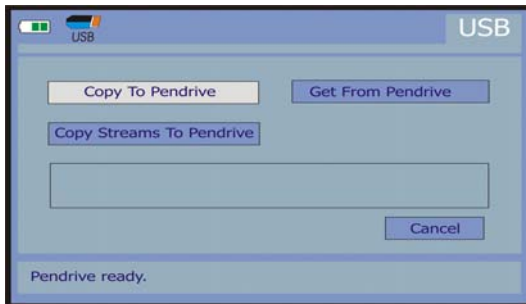 USB
USB
Copy To Pendrive
Get From Pendrive
Copy Streams To Pendrive
Cancel
Pendrive ready.